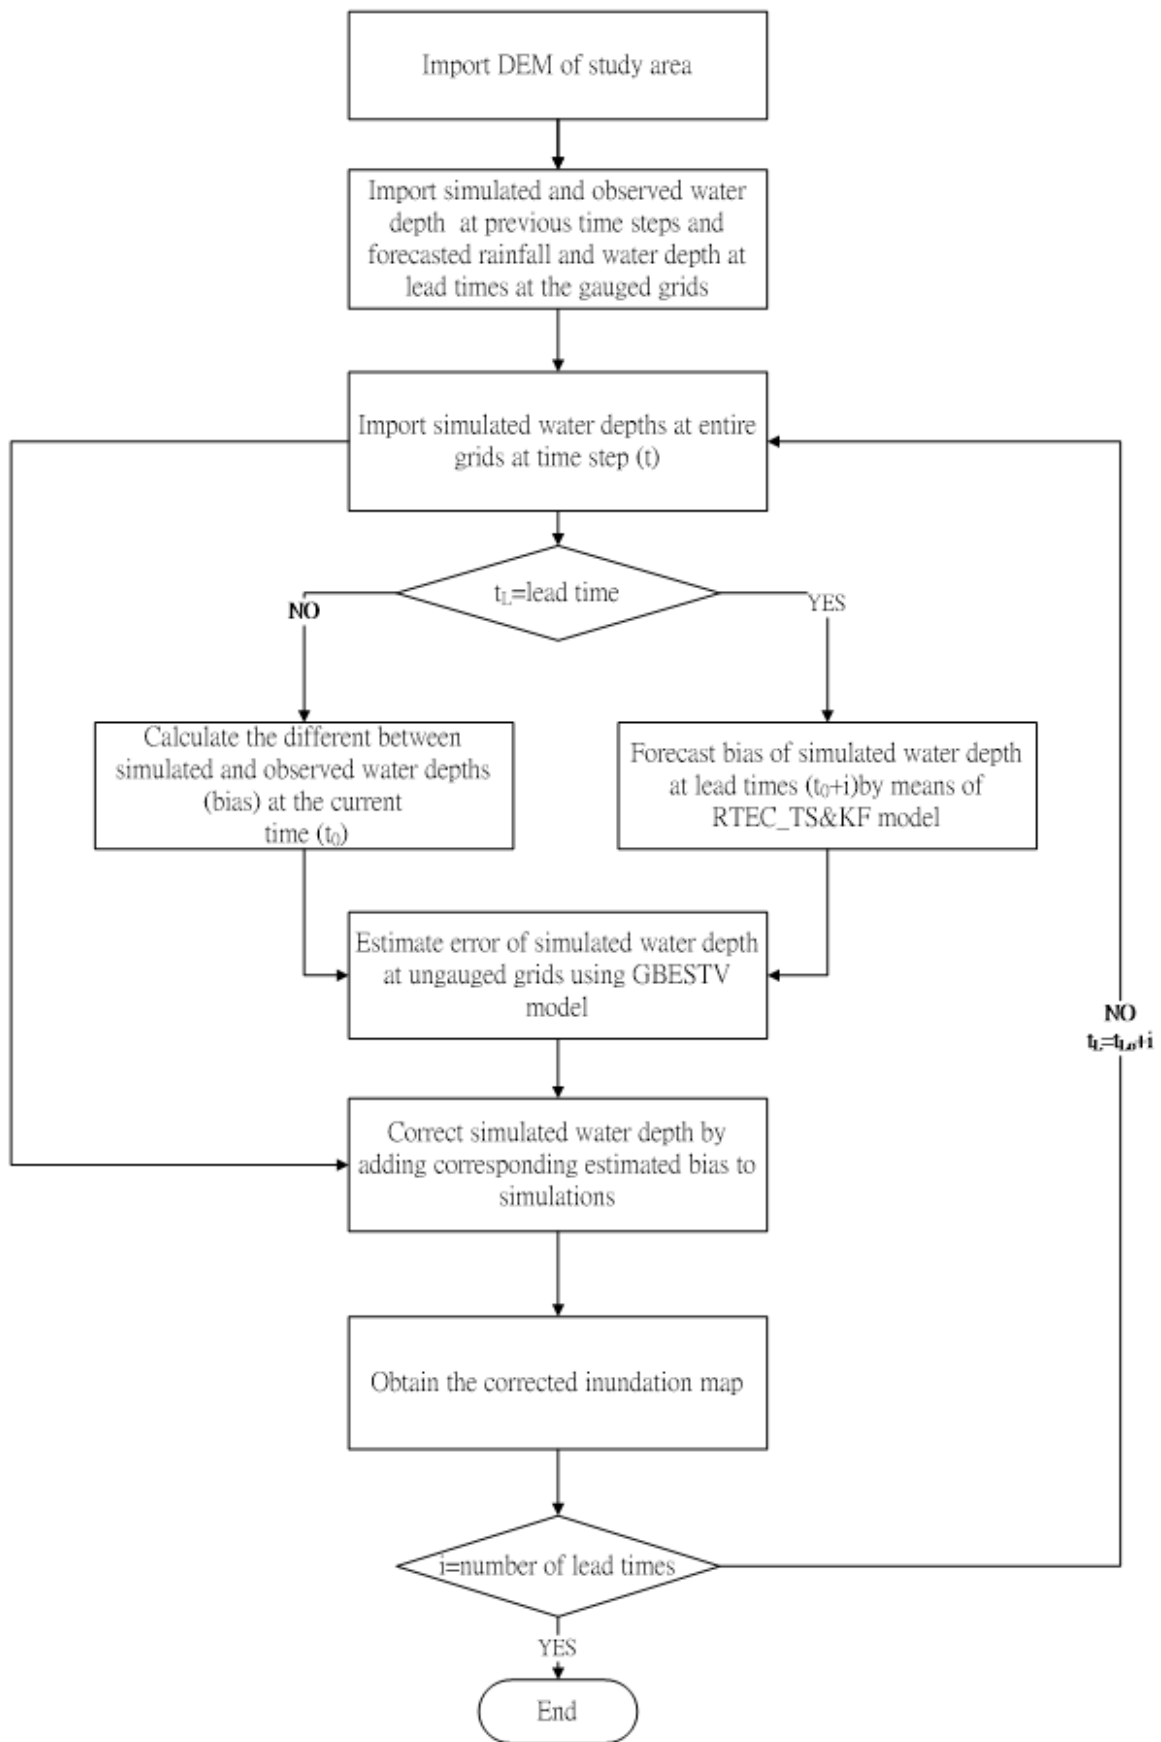 Import DEM of study area
Import simulated and observed water
depth at previous time steps and
forecasted rainfall and water depth at
lead times at the gauged grids
Import simulated water depths at entire
grids at time step (t)
t_L=lead time
NO
YES
Calculate the different between
simulated and observed water depths
(bias) at the current
time (t₀)
Forecast bias of simulated water depth
at lead times (t₀+i)by means of
RTEC_TS&KF model
Estimate error of simulated water depth
at ungauged grids using GBESTV
model
NO
t_L=t_L₀+i
Correct simulated water depth by
adding corresponding estimated bias to
simulations
Obtain the corrected inundation map
i=number of lead times
YES
End